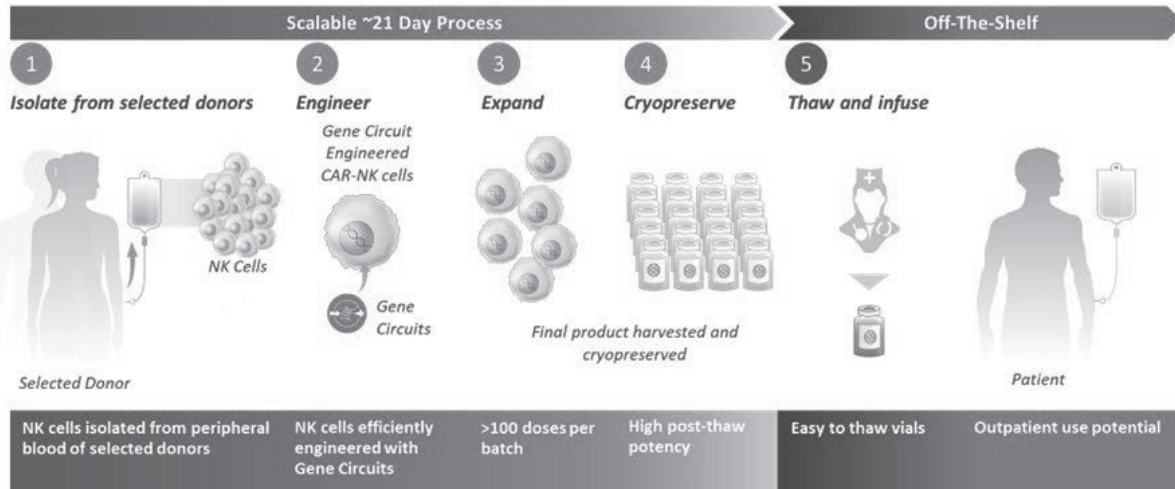 Scalable ~21 Day Process
Off-The-Shelf
1
Isolate from selected donors
2
Engineer
3
Expand
4
Cryopreserve
5
Thaw and infuse
Gene Circuit
Engineered
CAR-NK cells
NK Cells
Gene
Circuits
Final product harvested and
cryopreserved
Selected Donor
Patient
NK cells isolated from peripheral
blood of selected donors
NK cells efficiently
engineered with
Gene Circuits
>100 doses per
batch
High post-thaw
potency
Easy to thaw vials
Outpatient use potential